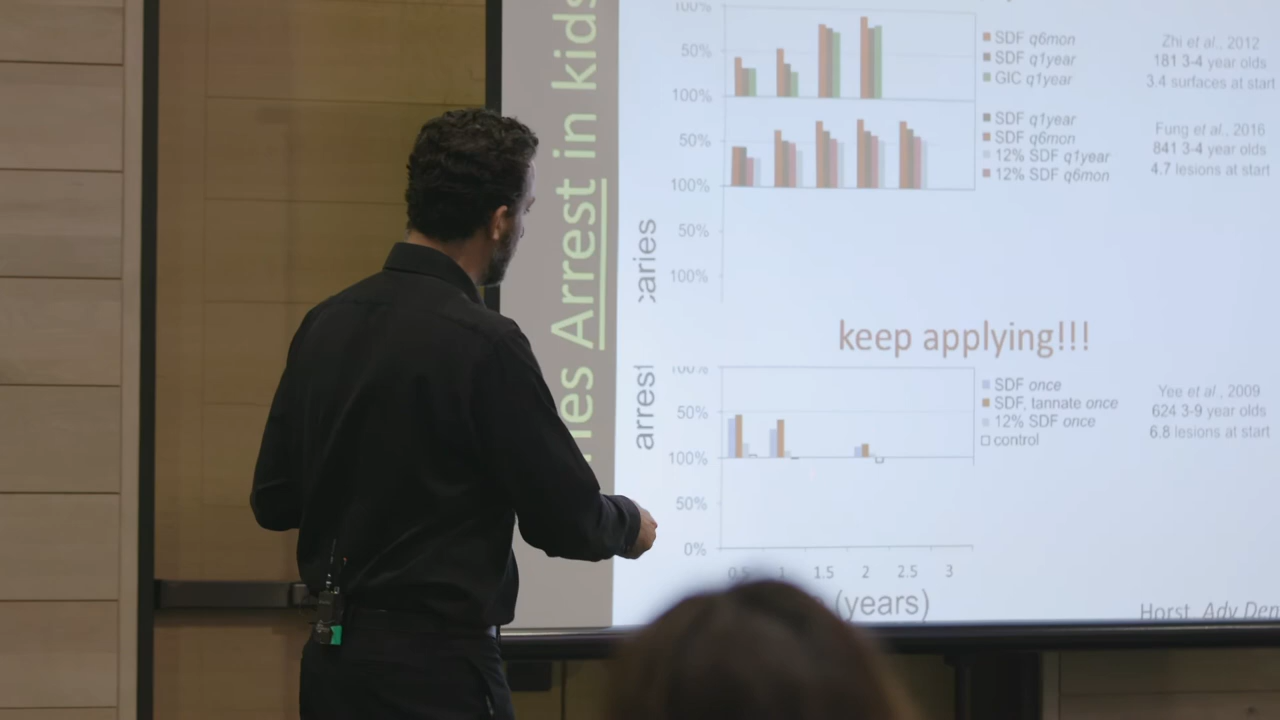 Arrest in kids
caries
arrest
100%
50%
100%
50%
100%
50%
100%
SDF q6mon
SDF q1year
GIC q1year
Zhi et al., 2012
181 3-4 year olds
3.4 surfaces at start
SDF q1year
SDF q6mon
12% SDF q1year
12% SDF q6mon
Fung et al., 2016
841 3-4 year olds
4.7 lesions at start
keep applying!!!
100%
50%
100%
50%
0%
SDF once
SDF, tannate once
12% SDF once
control
Yee et al., 2009
624 3-9 year olds
6.8 lesions at start
0.5 1 1.5 2 2.5 3
(years)
Horst, Adv Den